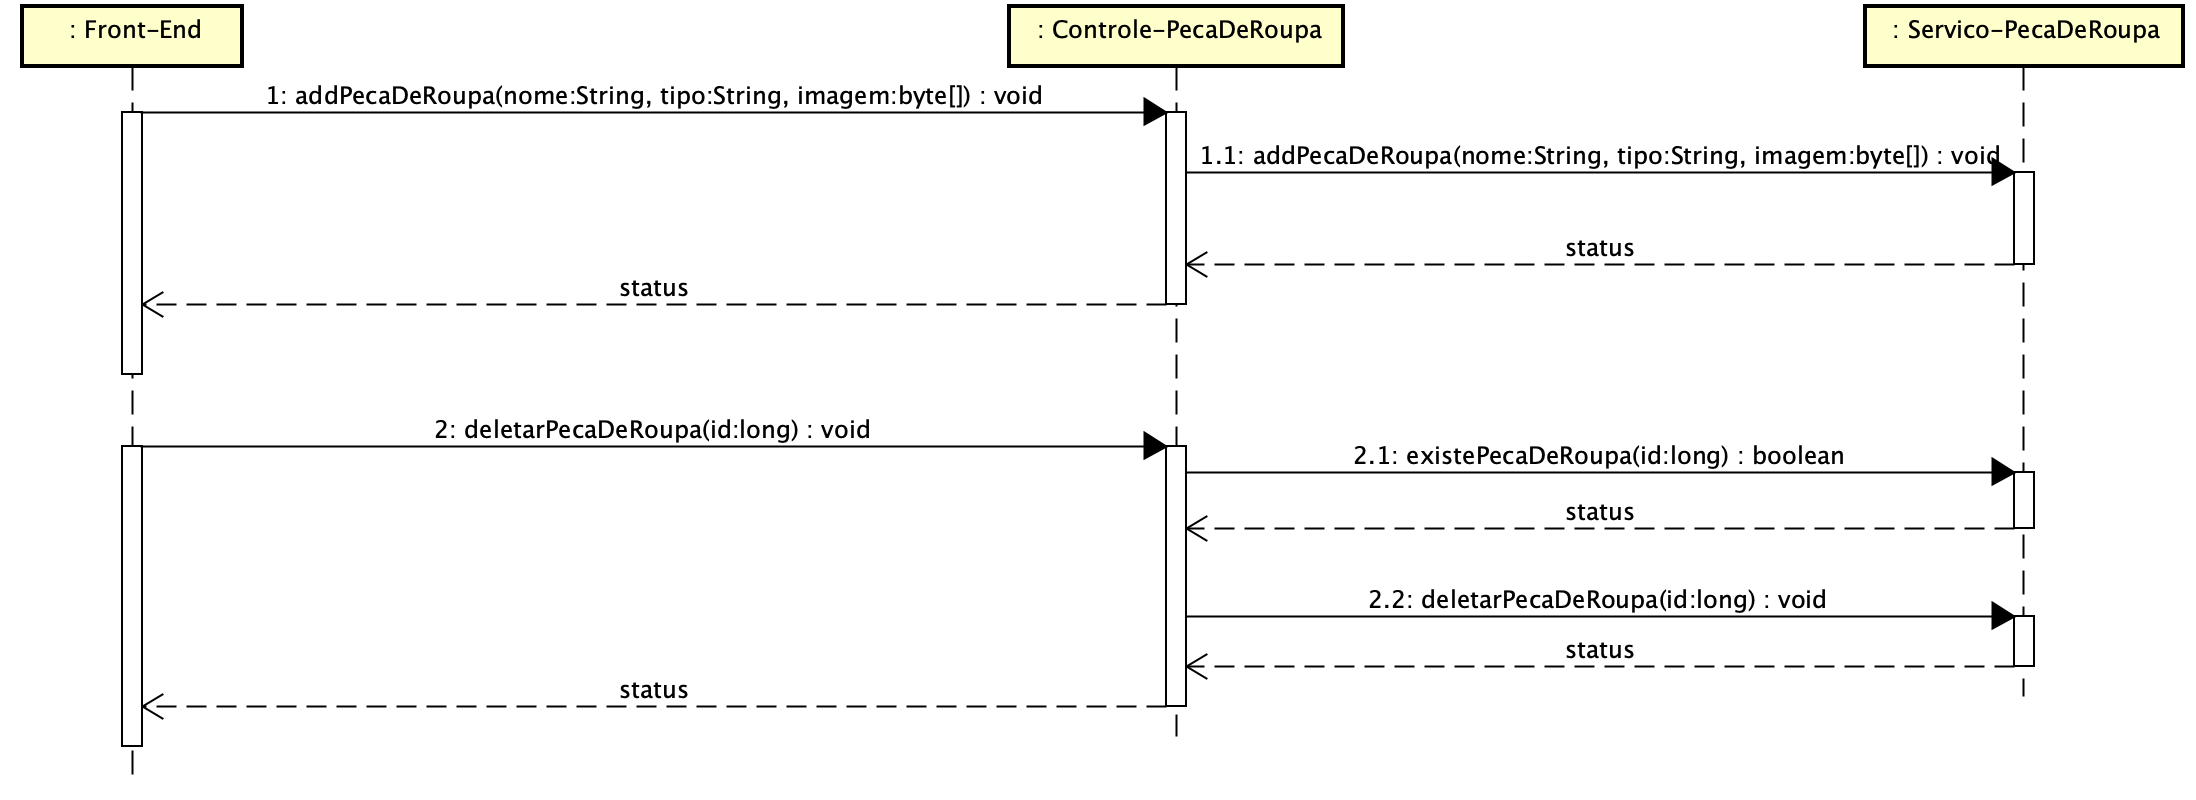 : Front-End
: Controle-PecaDeRoupa
: Servico-PecaDeRoupa
1: addPecaDeRoupa(nome:String, tipo:String, imagem:byte[]) : void
1.1: addPecaDeRoupa(nome:String, tipo:String, imagem:byte[]) : void
status
status
2: deletarPecaDeRoupa(id:long) : void
2.1: existePecaDeRoupa(id:long) : boolean
status
2.2: deletarPecaDeRoupa(id:long) : void
status
status